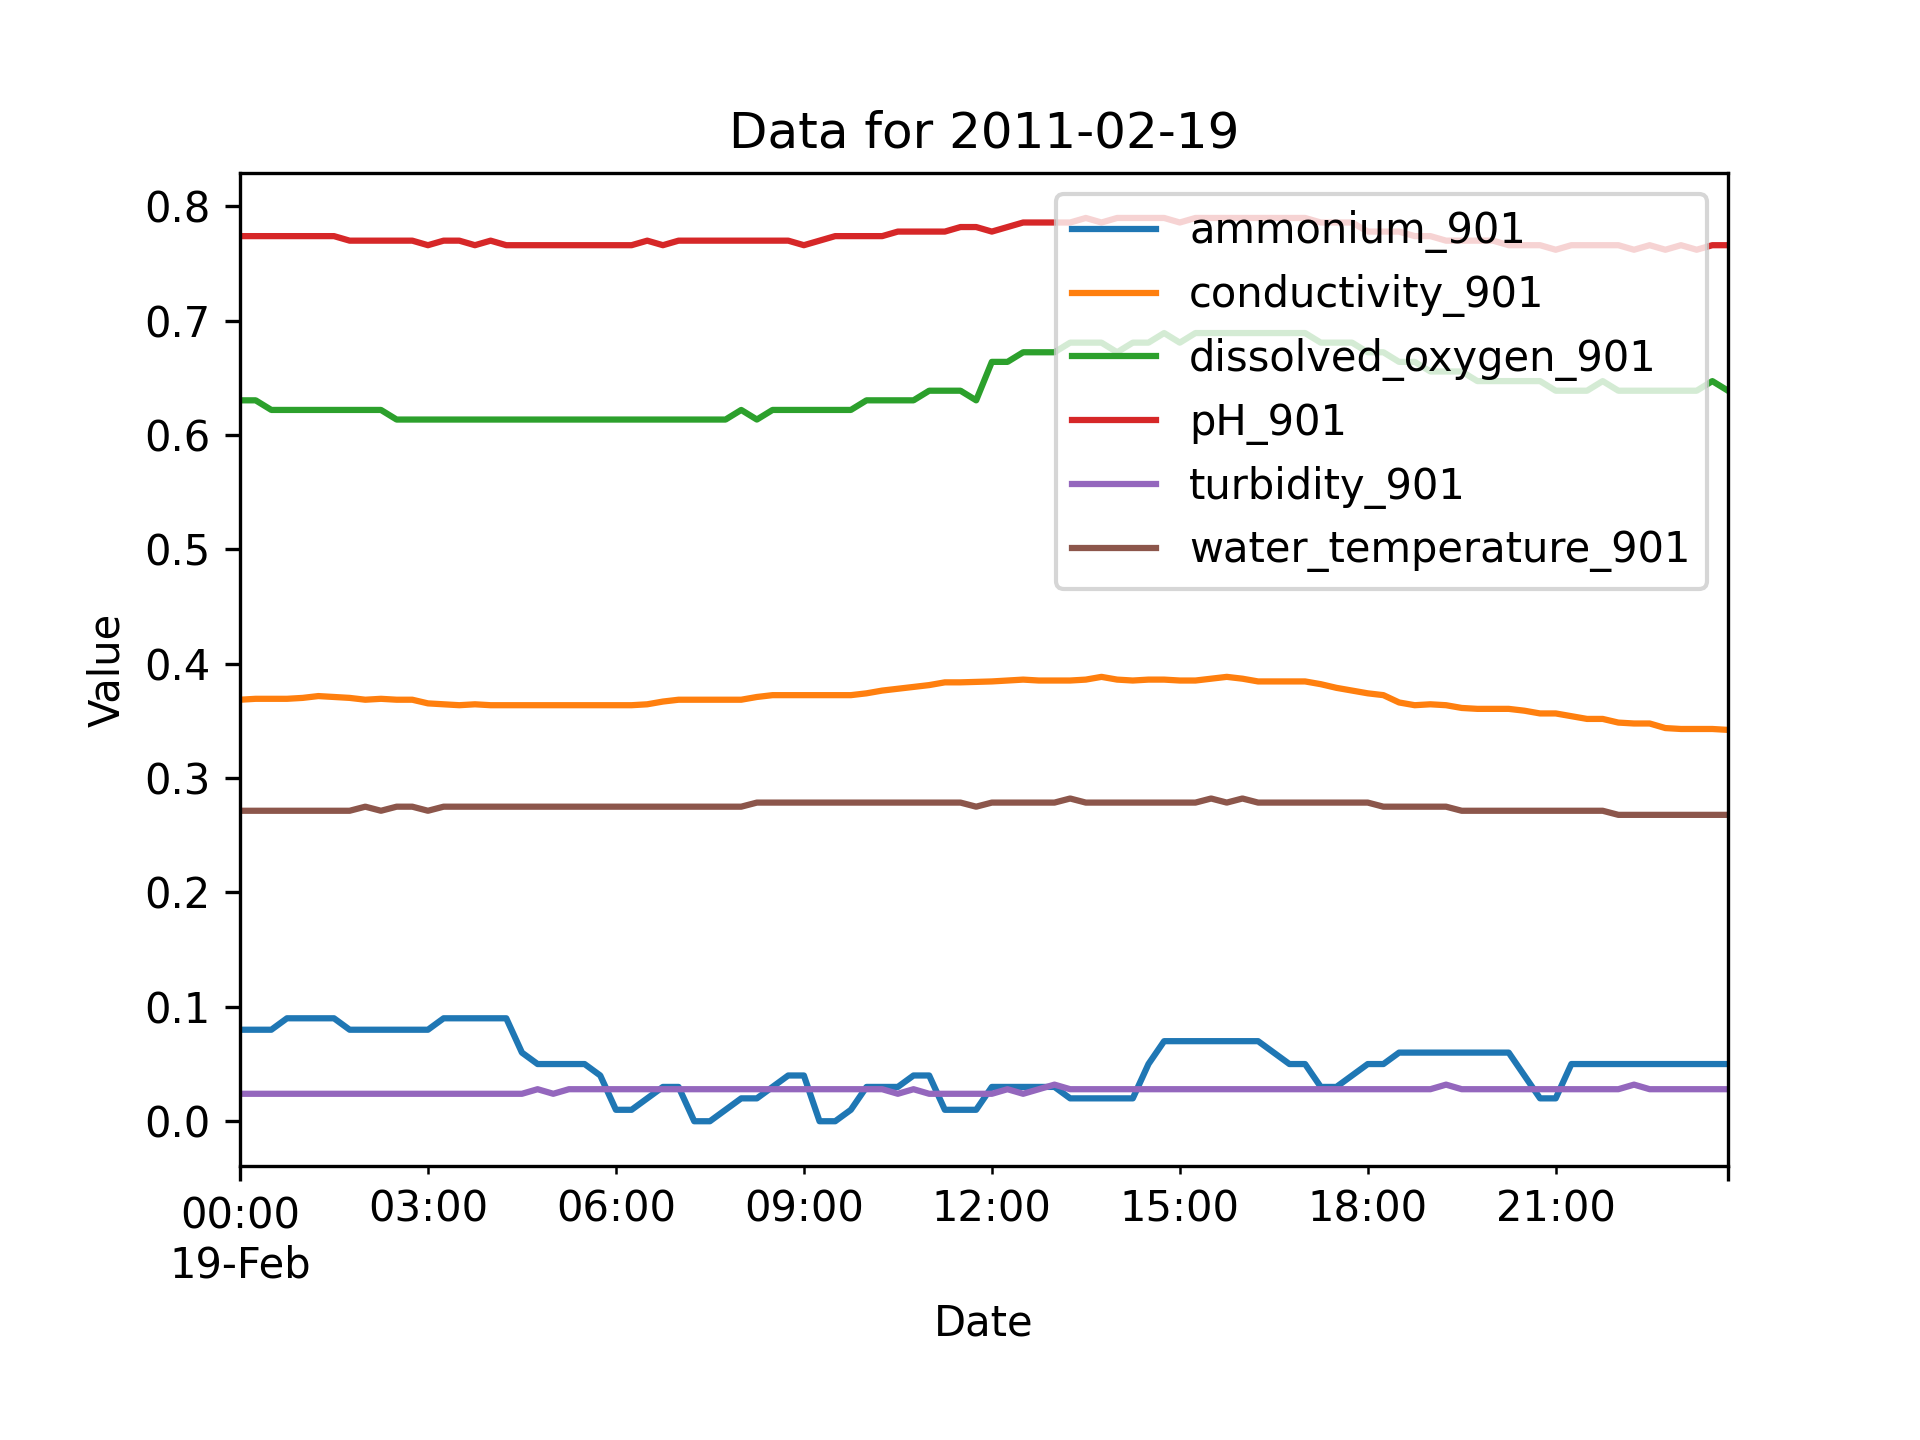 Data for 2011-02-19
0.8
0.7
0.6
0.5
0.4
0.3
0.2
0.1
0.0
Value
ammonium_901
conductivity_901
dissolved_oxygen_901
pH_901
turbidity_901
water_temperature_901
00:00 03:00 06:00 09:00 12:00 15:00 18:00 21:00
19-Feb
Date